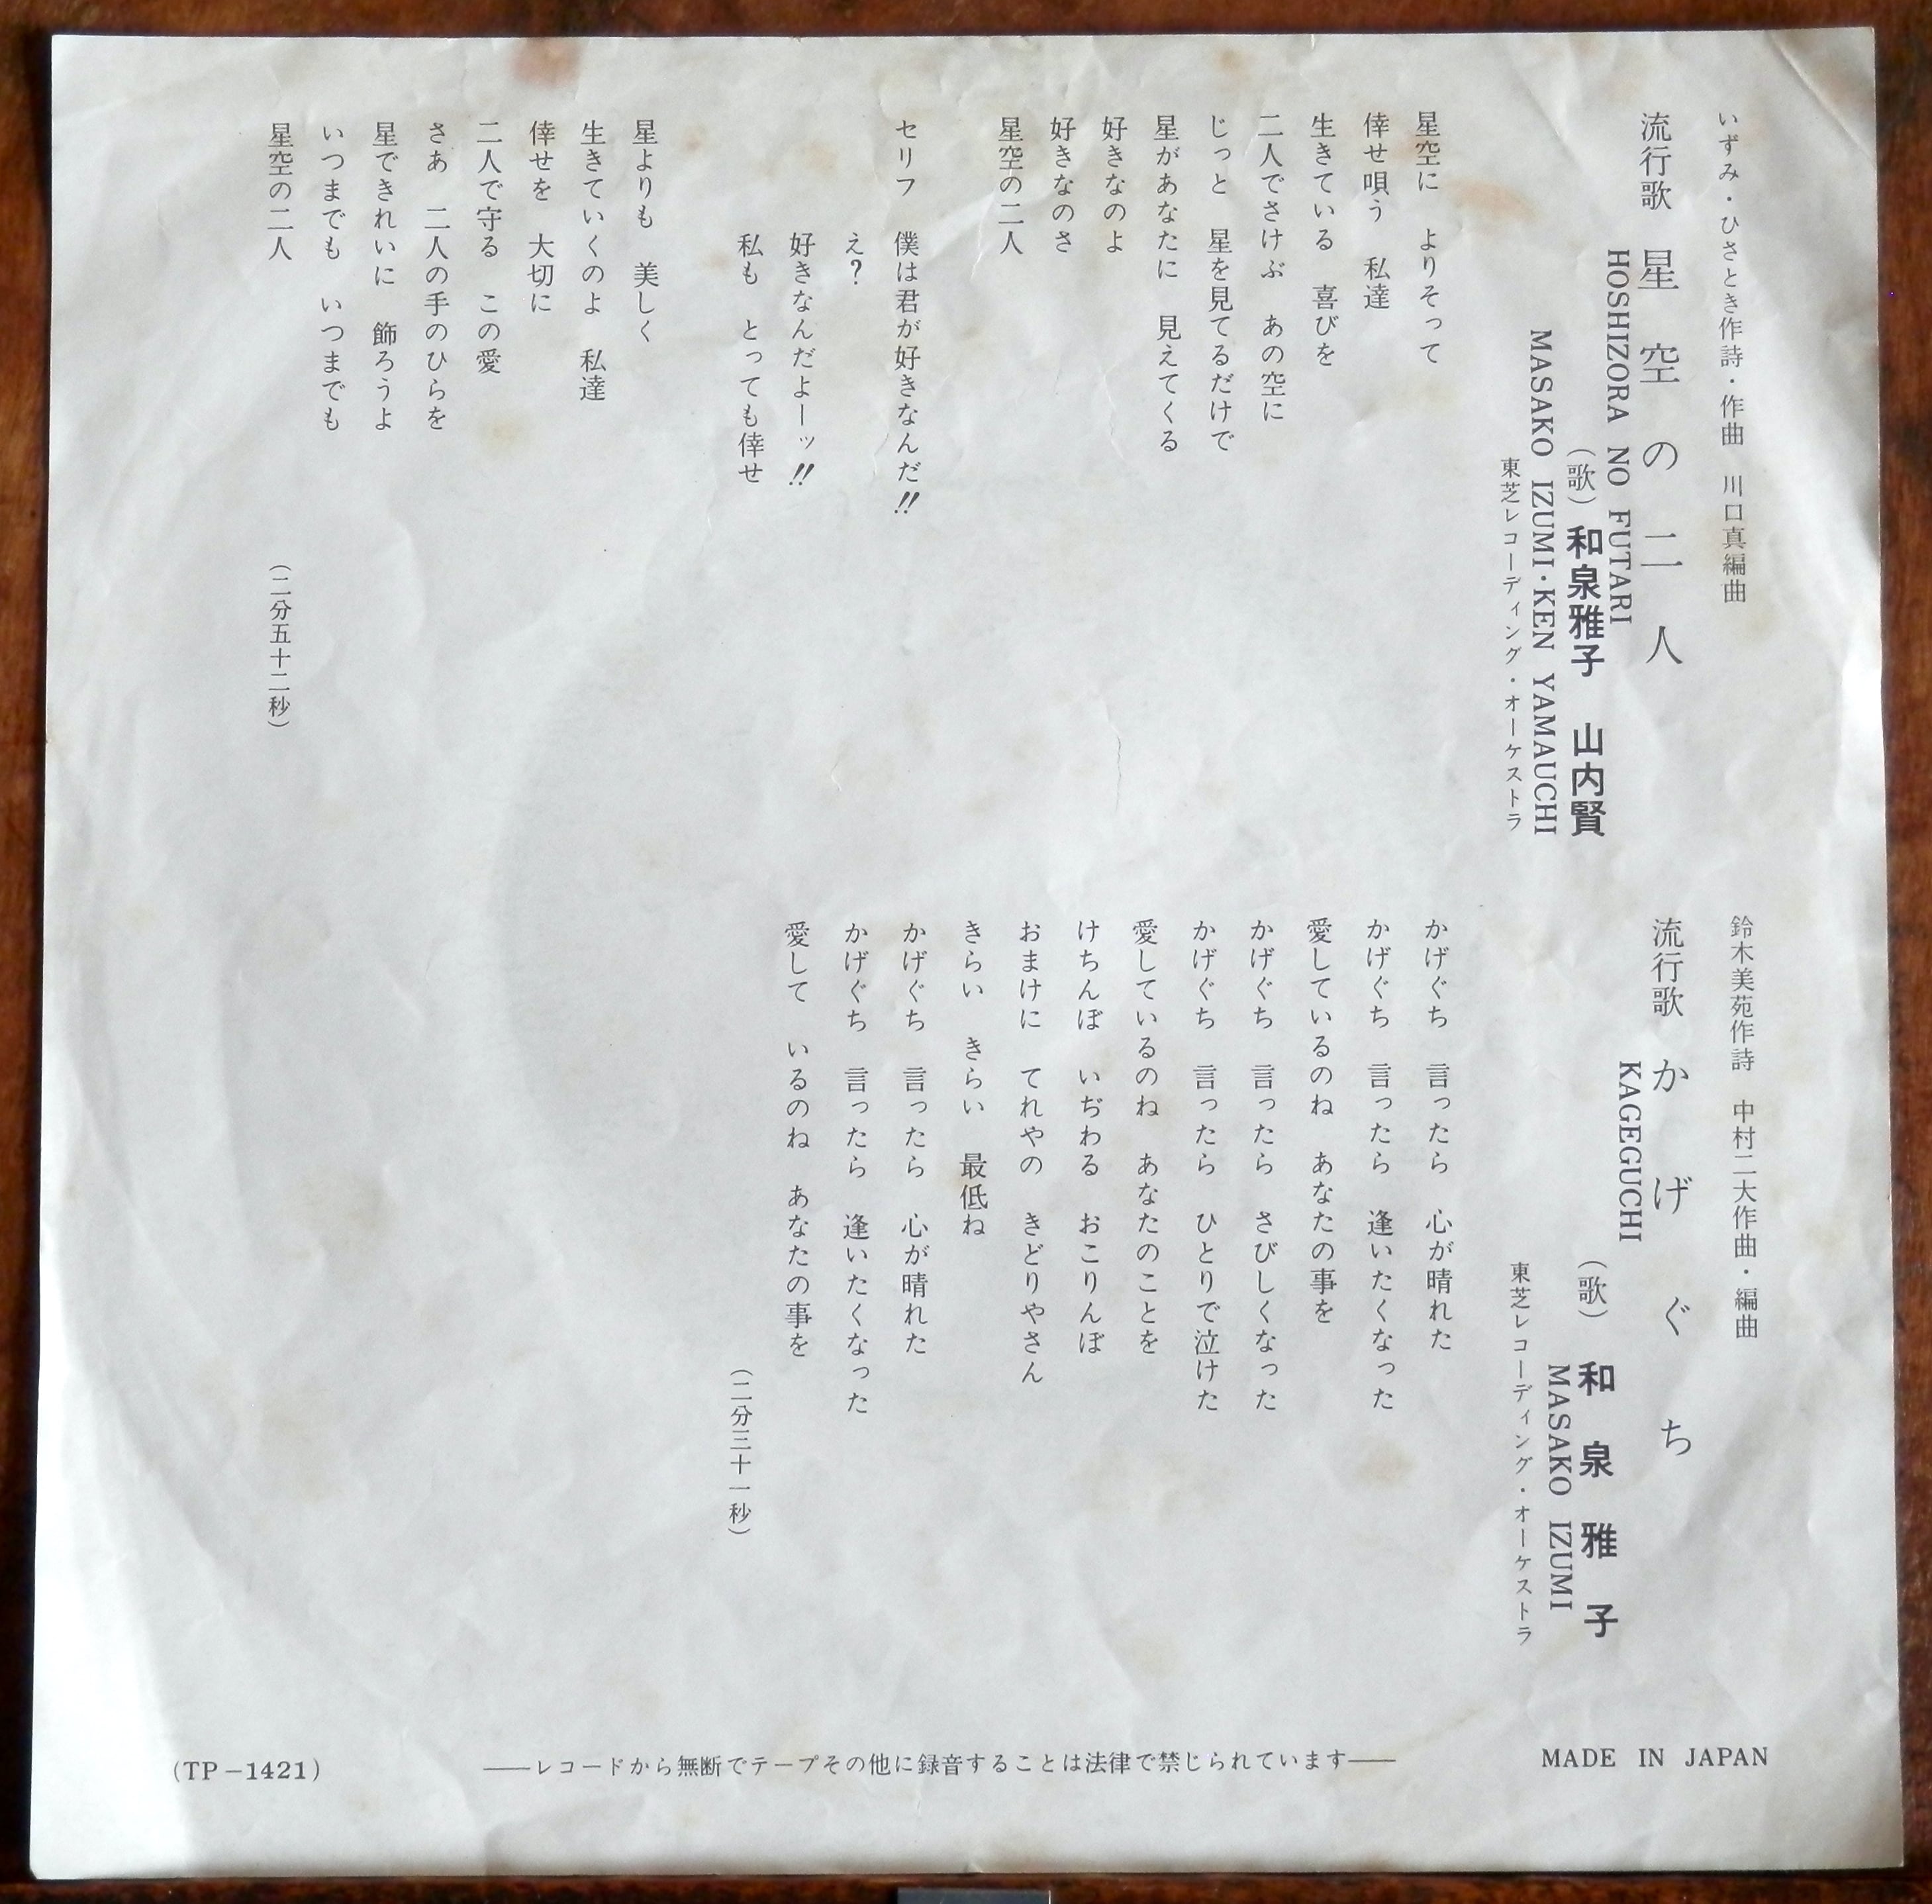 いずみ・ひさとき作詩・作曲　川口真編曲
流行歌　星空の二人
HOSHIZORA NO FUTARI
（歌）和泉雅子　山内賢
MASAKO IZUMI・KEN YAMAUCHI
東芝レコーディング・オーケストラ
星空に　よりそって
倖せ唄う　私達
生きている　喜びを
二人でさけぶ　あの空に
じっと　星を見てるだけで
星があなたに　見えてくる
好きなのよ
好きなのさ
星空の二人
セリフ　僕は君が好きなんだ!!
え?
好きなんだよーッ!!
私も　とっても倖せ
星よりも　美しく
生きていくのよ　私達
倖せを　大切に
二人で守る　この愛
さあ　二人の手のひらを
星できれいに　飾ろうよ
いつまでも　いつまでも
星空の二人
（二分五十二秒）
鈴木美苑作詩　中村二大作曲・編曲
流行歌　かげぐち
KAGEGUCHI
（歌）和泉雅子
MASAKO IZUMI
東芝レコーディング・オーケストラ
かげぐち　言ったら　心が晴れた
かげぐち　言ったら　逢いたくなった
愛しているのね　あなたの事を
かげぐち　言ったら　さびしくなった
かげぐち　言ったら　ひとりで泣けた
愛しているのね　あなたのことを
けちんぼ　いぢわる　おこりんぼ
おまけに　てれやの　きどりやさん
きらい　きらい　最低ね
かげぐち　言ったら　心が晴れた
かげぐち　言ったら　逢いたくなった
愛して　いるのね　あなたの事を
（二分三十一秒）
(TP-1421)
――レコードから無断でテープその他に録音することは法律で禁じられています――
MADE IN JAPAN